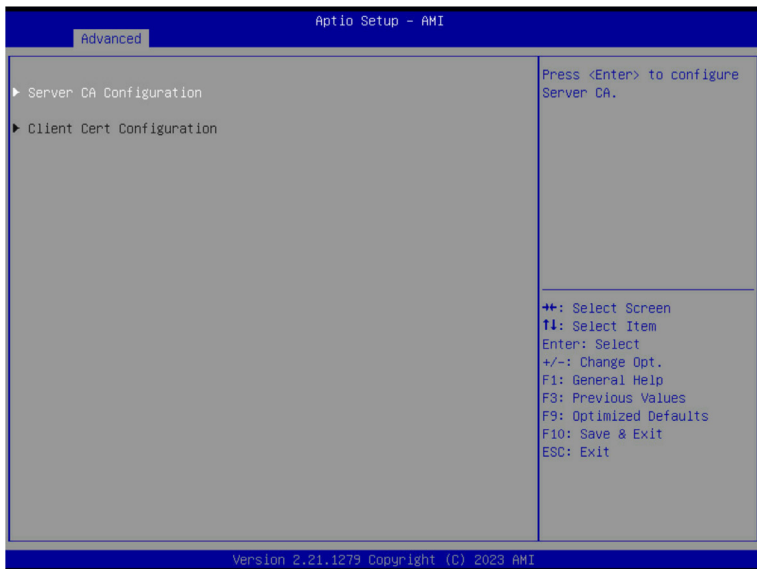 Aptio Setup – AMI
Advanced
▶ Server CA Configuration
▶ Client Cert Configuration
Press <Enter> to configure
Server CA.
→←: Select Screen
↑↓: Select Item
Enter: Select
+/-: Change Opt.
F1: General Help
F3: Previous Values
F9: Optimized Defaults
F10: Save & Exit
ESC: Exit
Version 2.21.1279 Copyright (C) 2023 AMI